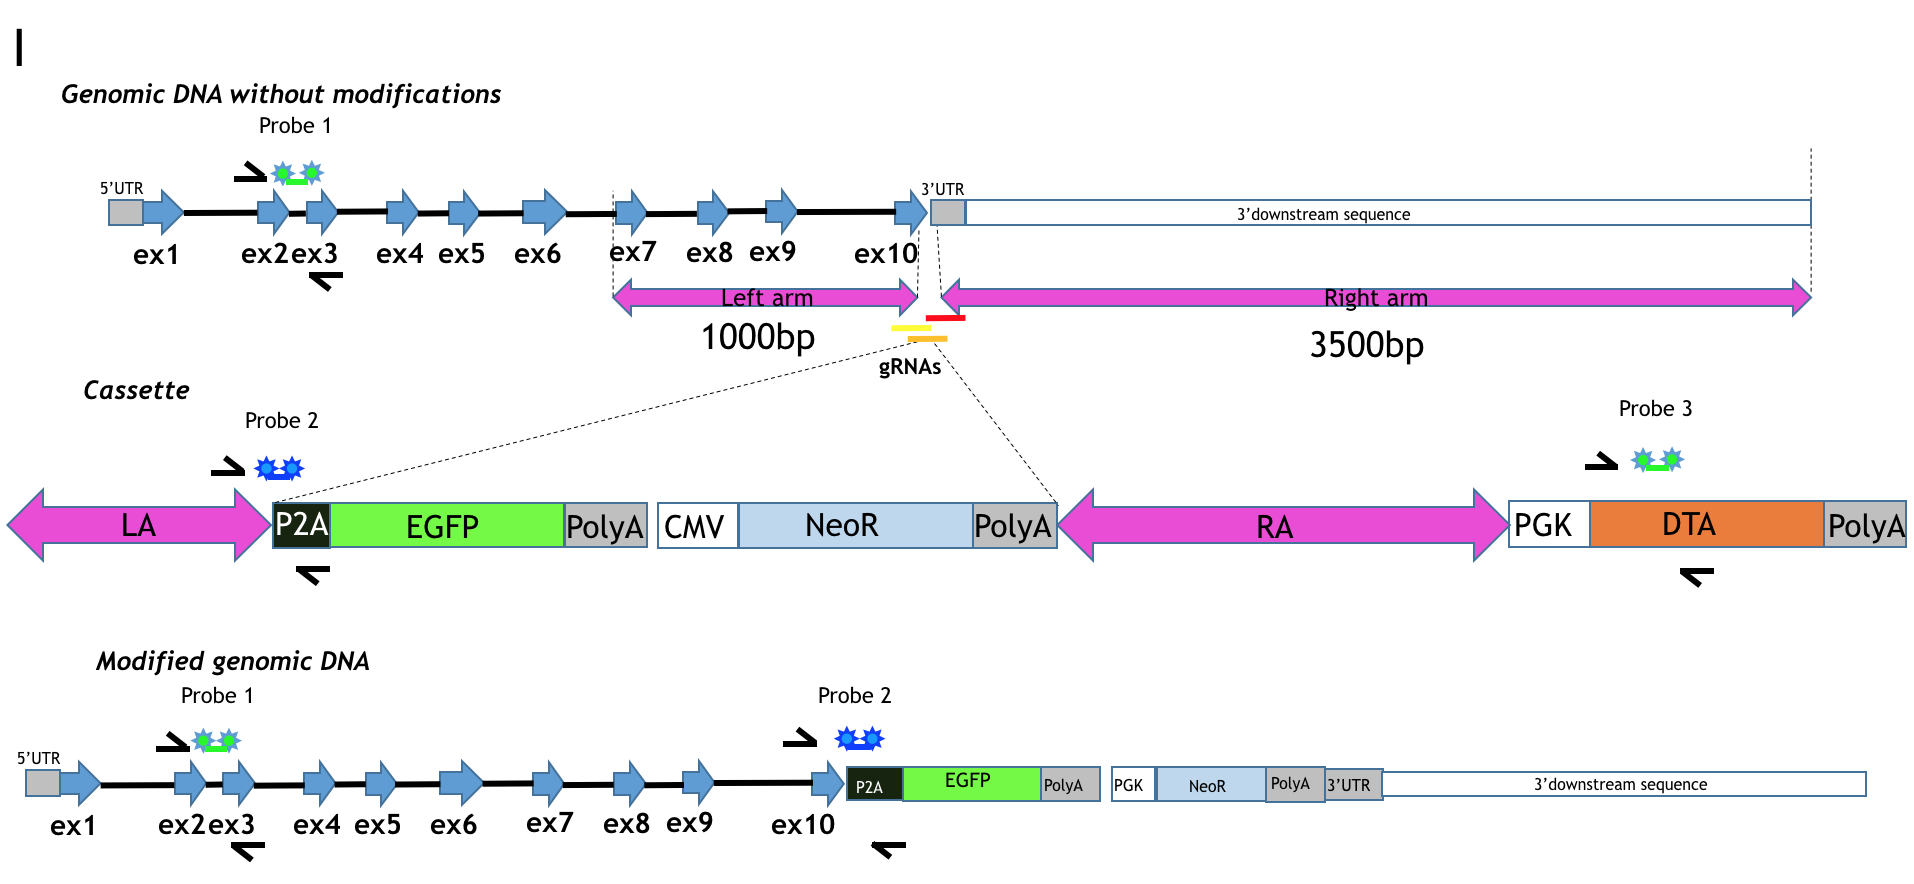 I
Genomic DNA without modifications
Probe 1
5'UTR
3'UTR
3'downstream sequence
ex1 ex2 ex3 ex4 ex5 ex6 ex7 ex8 ex9 ex10
Left arm Right arm
1000bp 3500bp
gRNAs
Cassette
Probe 2 Probe 3
LA P2A EGFP PolyA CMV NeoR PolyA RA PGK DTA PolyA
Modified genomic DNA
Probe 1 Probe 2
5'UTR
P2A EGFP PolyA PGK NeoR PolyA 3'UTR 3'downstream sequence
ex1 ex2 ex3 ex4 ex5 ex6 ex7 ex8 ex9 ex10